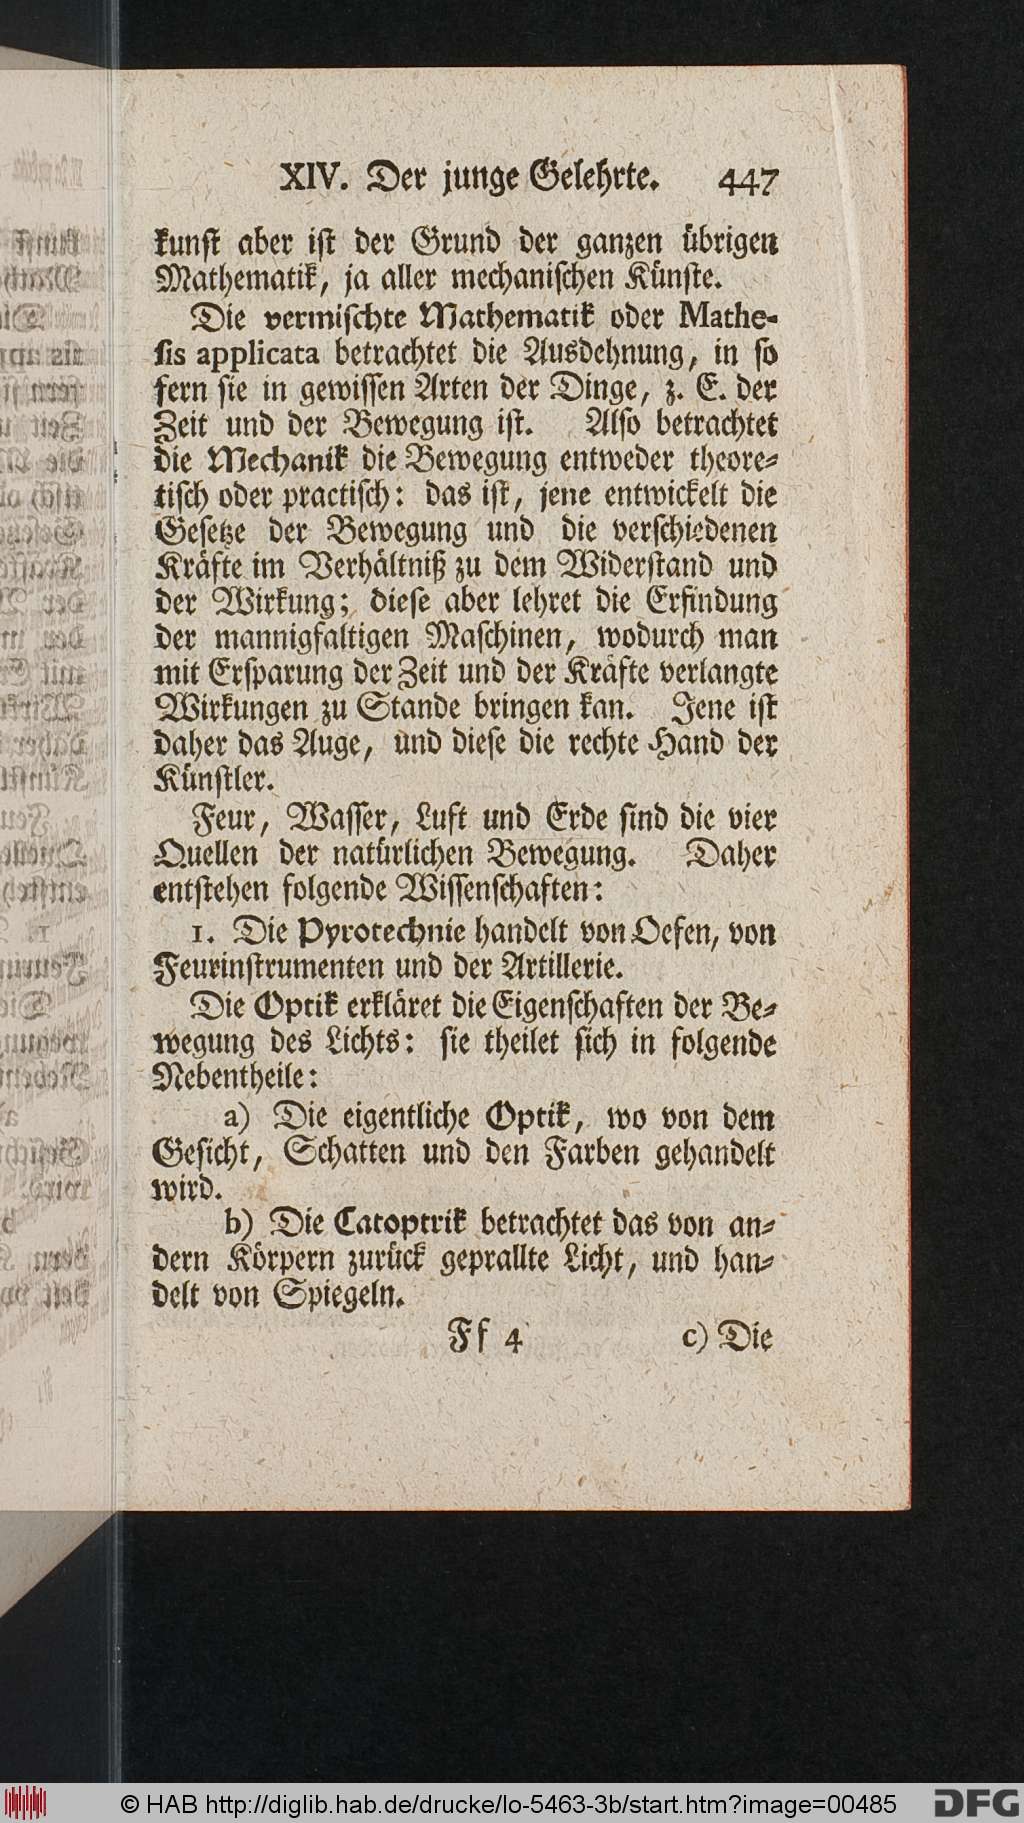 XIV. Der junge Gelehrte. 447
kunſt aber iſt der Grund der ganzen übrigen
Mathematik, ja aller mechaniſchen Künſte.
Die vermiſchte Mathematik oder Mathe-
ſis applicata betrachtet die Ausdehnung, in ſo
fern ſie in gewiſſen Arten der Dinge, z. E. der
Zeit und der Bewegung iſt. Alſo betrachtet
die Mechanik die Bewegung entweder theore-
tiſch oder practiſch: das iſt, jene entwickelt die
Geſetze der Bewegung und die verſchiedenen
Kräfte im Verhältniß zu dem Widerſtand und
der Wirkung; dieſe aber lehret die Erfindung
der mannigfaltigen Maſchinen, wodurch man
mit Erſparung der Zeit und der Kräfte verlangte
Wirkungen zu Stande bringen kan. Jene iſt
daher das Auge, und dieſe die rechte Hand der
Künſtler.
Feur, Waſſer, Luft und Erde ſind die vier
Quellen der natürlichen Bewegung. Daher
entſtehen folgende Wiſſenſchaften:
1. Die Pyrotechnie handelt von Oefen, von
Feurinſtrumenten und der Artillerie.
Die Optik erkläret die Eigenſchaften der Be-
wegung des Lichts: ſie theilet ſich in folgende
Nebentheile:
a) Die eigentliche Optik, wo von dem
Geſicht, Schatten und den Farben gehandelt
wird.
b) Die Catoptrik betrachtet das von an-
dern Körpern zurück geprallte Licht, und han-
delt von Spiegeln.
Ff 4 c) Die
© HAB http://diglib.hab.de/drucke/lo-5463-3b/start.htm?image=00485
DFG